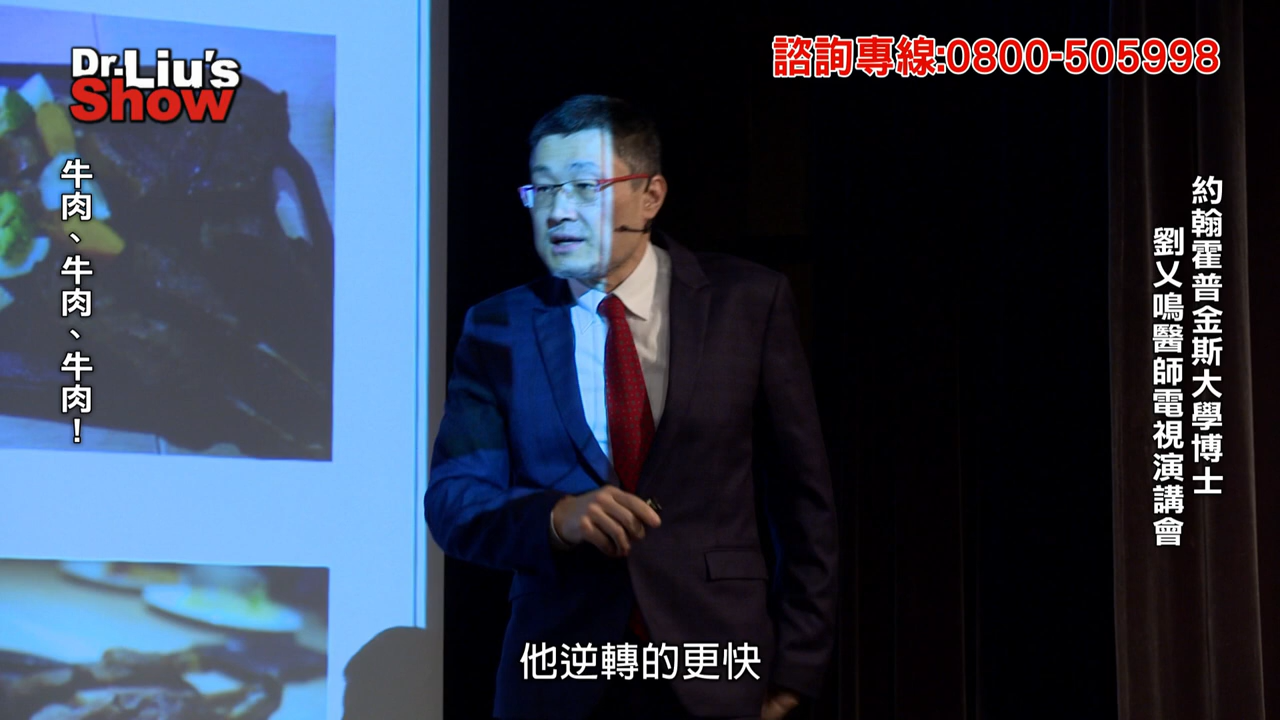 Dr.Liu's
Show
諮詢專線:0800-505998
牛肉、牛肉、牛肉!
約翰霍普金斯大學博士
劉乂鳴醫師電視演講會
他逆轉的更快